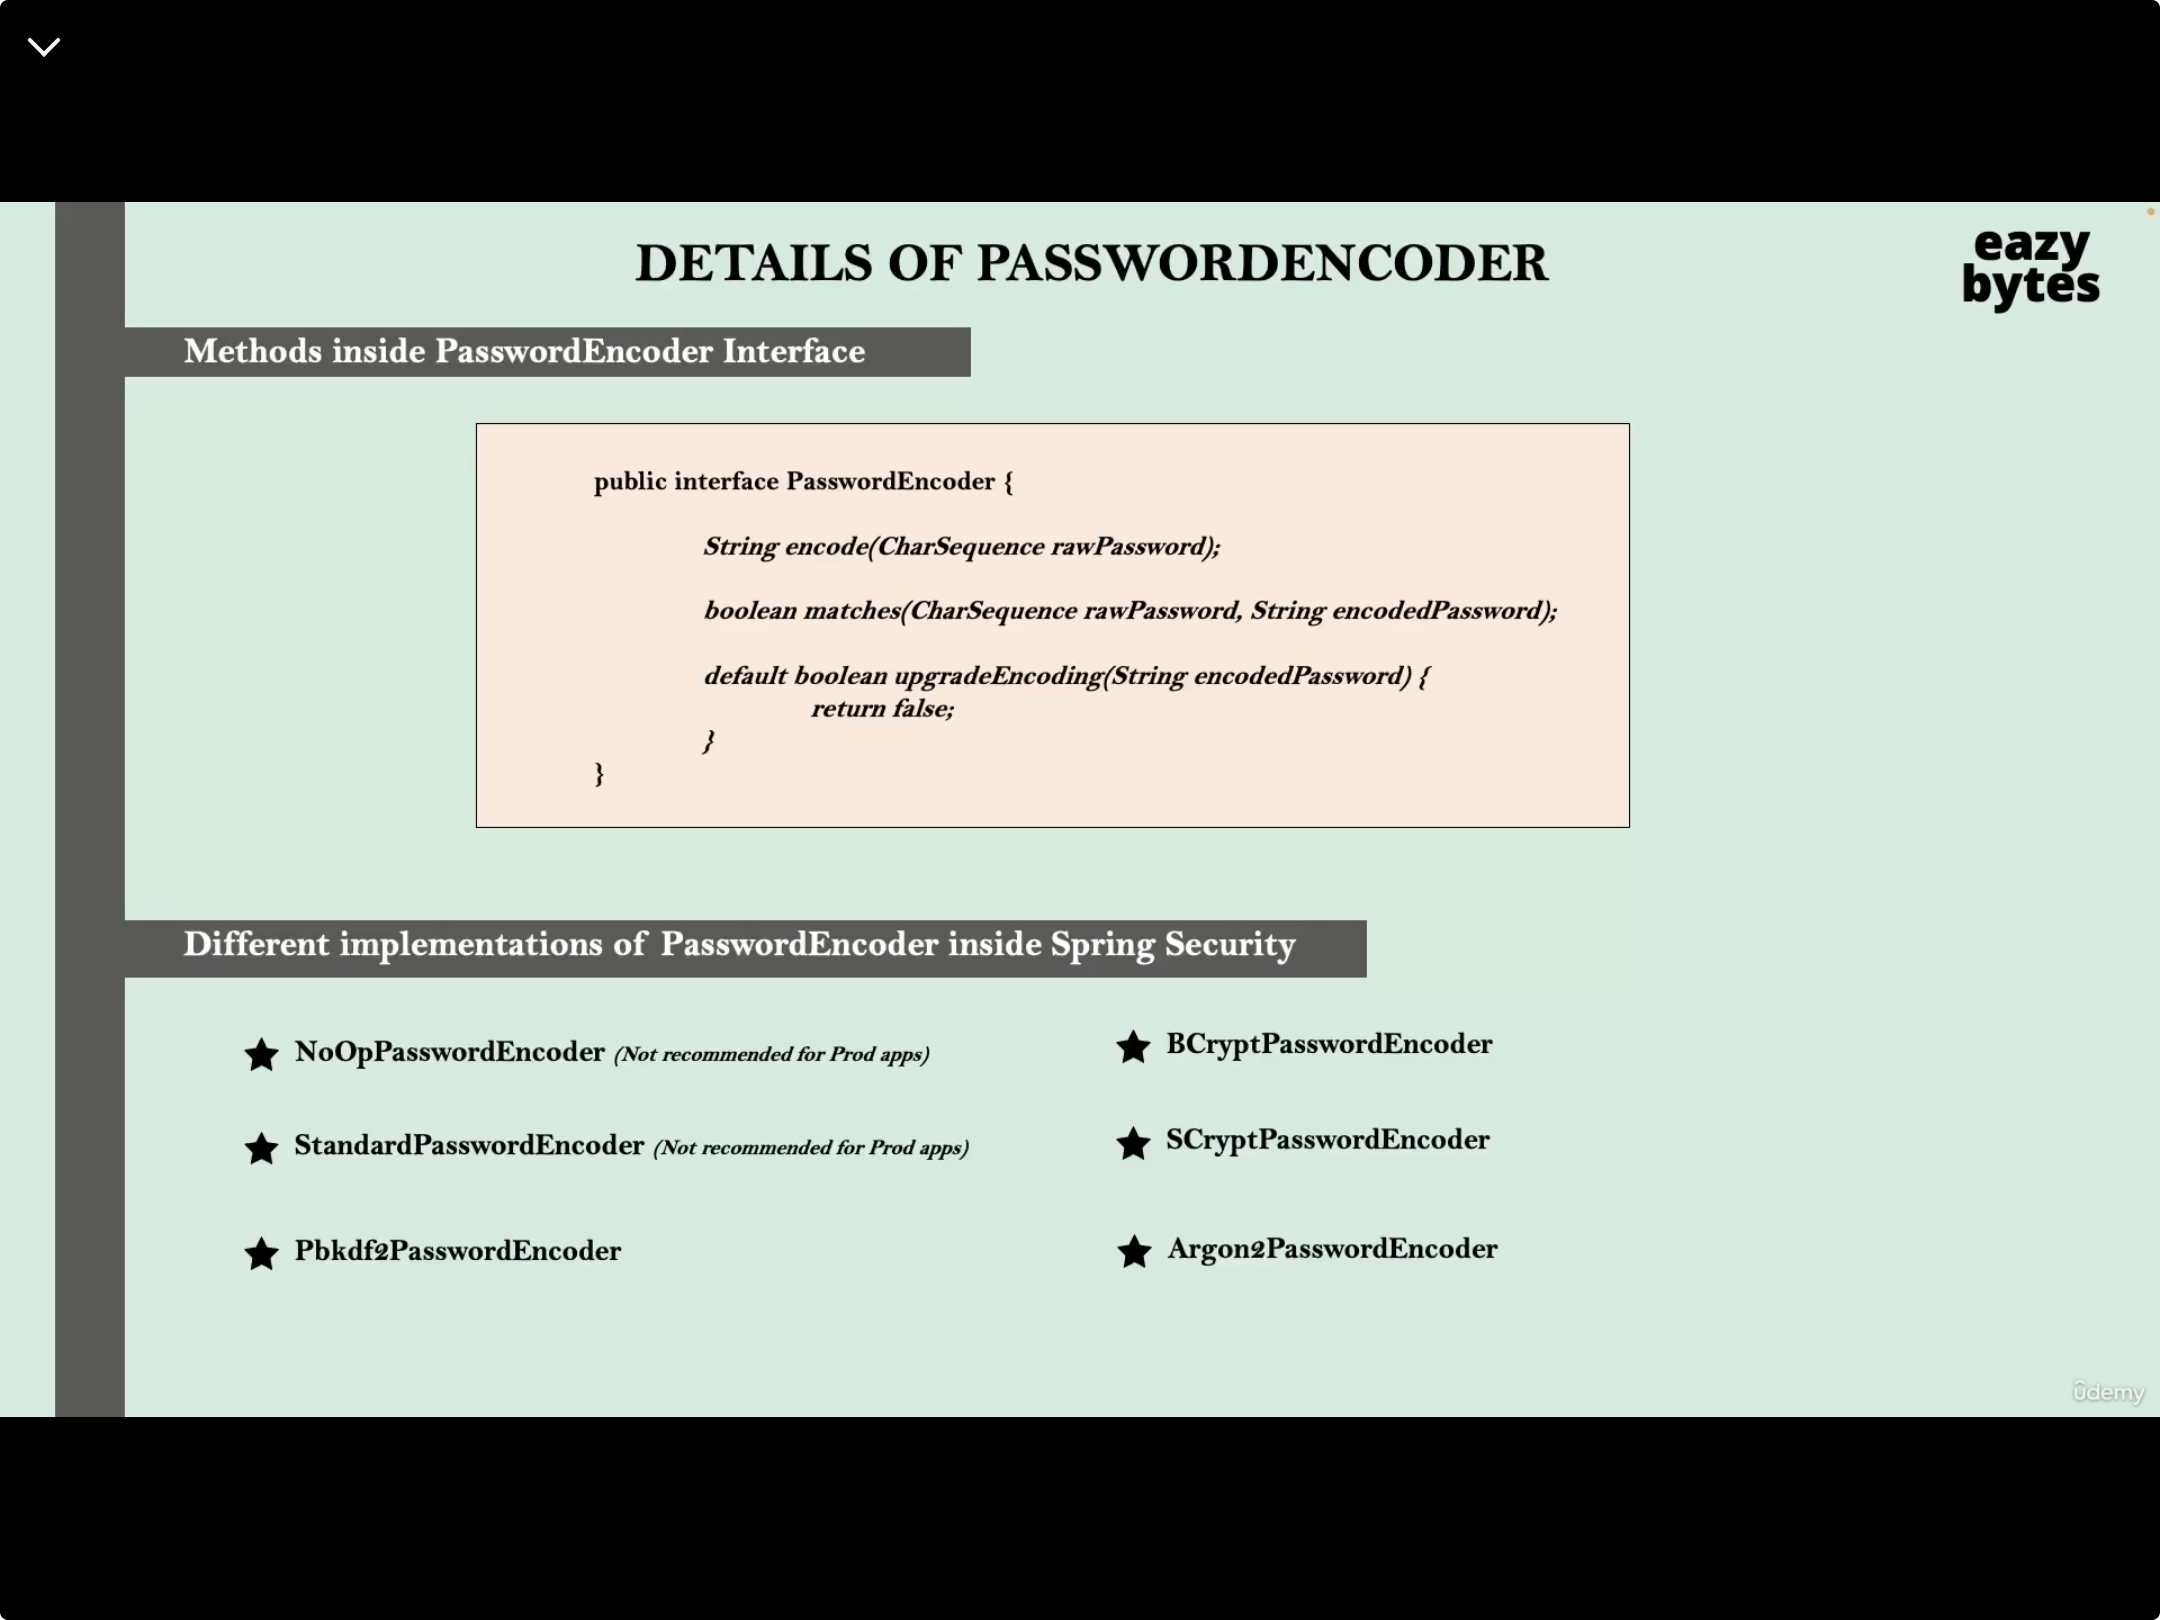 DETAILS OF PASSWORDENCODER
eazy
bytes
Methods inside PasswordEncoder Interface
public interface PasswordEncoder {
String encode(CharSequence rawPassword);
boolean matches(CharSequence rawPassword, String encodedPassword);
default boolean upgradeEncoding(String encodedPassword) {
return false;
}
}
Different implementations of PasswordEncoder inside Spring Security
NoOpPasswordEncoder (Not recommended for Prod apps)
StandardPasswordEncoder (Not recommended for Prod apps)
Pbkdf2PasswordEncoder
BCryptPasswordEncoder
SCryptPasswordEncoder
Argon2PasswordEncoder
ûdemy